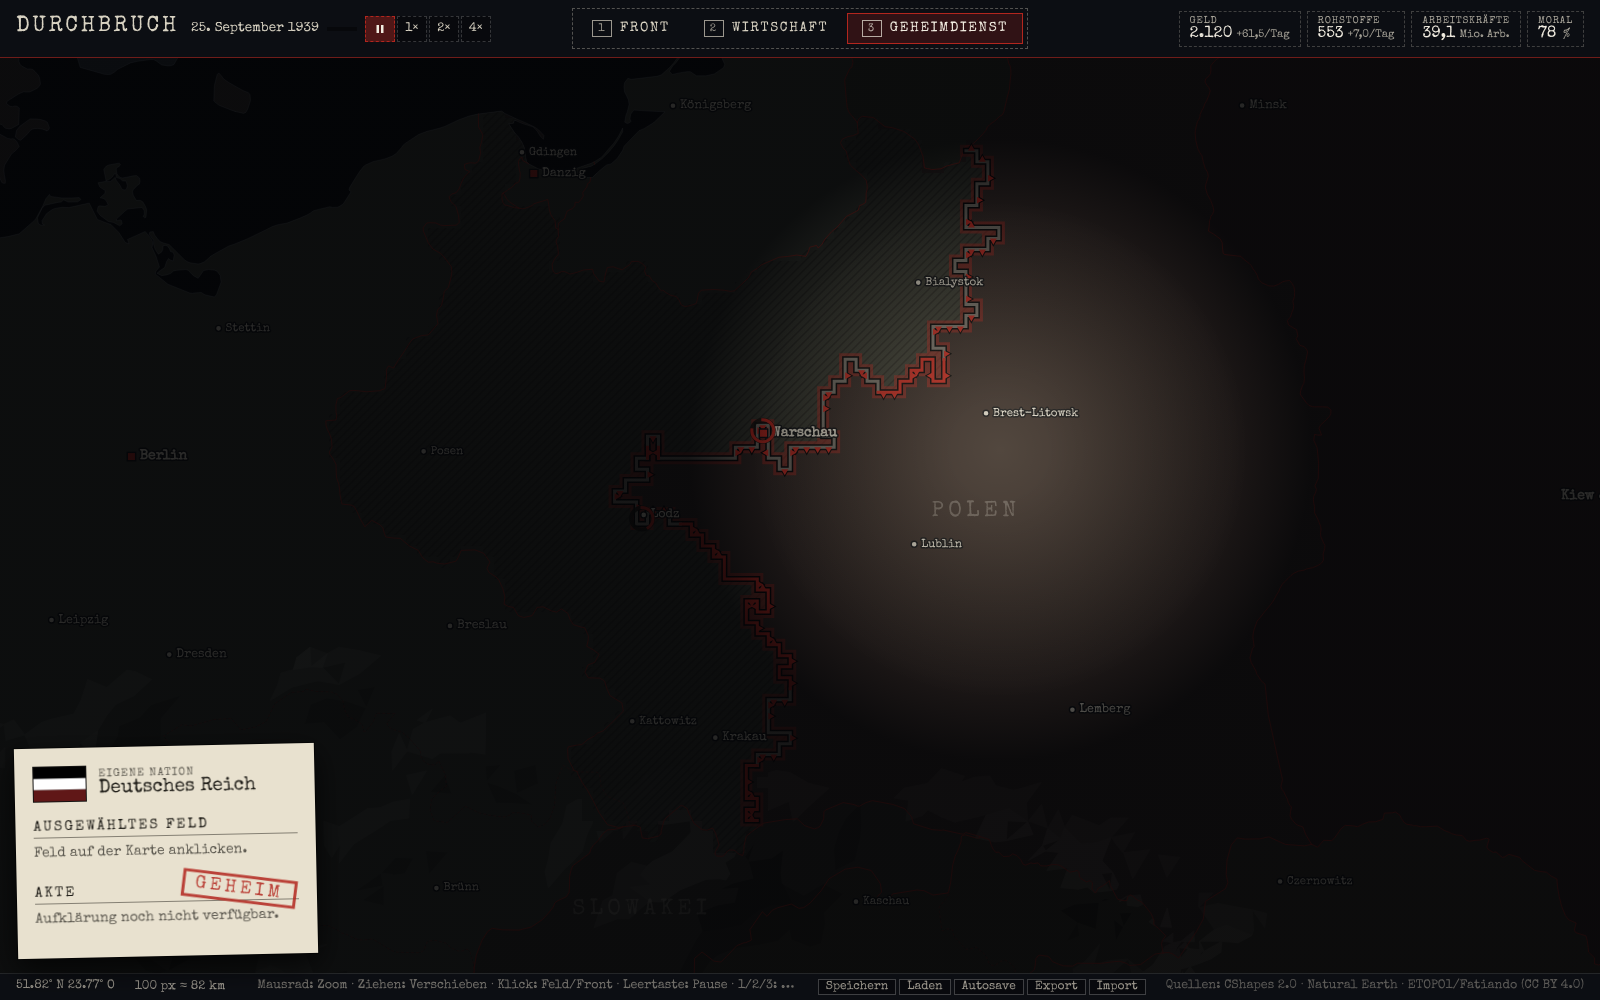 DURCHBRUCH
25. September 1939
1×
2×
4×
1 FRONT
2 WIRTSCHAFT
3 GEHEIMDIENST
GELD
2.120 +61,5/Tag
ROHSTOFFE
553 +7,0/Tag
ARBEITSKRÄFTE
39,1 Mio. Arb.
MORAL
78 %
Königsberg
Minsk
Gdingen
Danzig
Bialystok
Stettin
Brest-Litowsk
Warschau
Berlin
Posen
Kiew
POLEN
Lodz
Lublin
Leipzig
Breslau
Dresden
Lemberg
Kattowitz
Krakau
EIGENE NATION
Deutsches Reich
AUSGEWÄHLTES FELD
Feld auf der Karte anklicken.
GEHEIM
AKTE
Aufklärung noch nicht verfügbar.
Brünn
Czernowitz
Kaschau
SLOWAKEI
51.82° N 23.77° O
100 px ≈ 82 km
Mausrad: Zoom · Ziehen: Verschieben · Klick: Feld/Front · Leertaste: Pause · 1/2/3: ...
Speichern
Laden
Autosave
Export
Import
Quellen: CShapes 2.0 · Natural Earth · ETOPO1/Fatiando (CC BY 4.0)